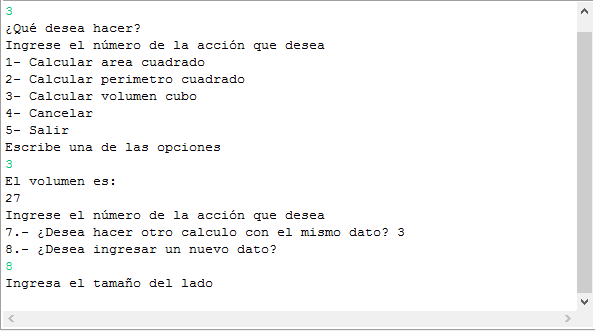 3
¿Qué desea hacer?
Ingrese el número de la acción que desea
1- Calcular area cuadrado
2- Calcular perimetro cuadrado
3- Calcular volumen cubo
4- Cancelar
5- Salir
Escribe una de las opciones
3
El volumen es:
27
Ingrese el número de la acción que desea
7.- ¿Desea hacer otro calculo con el mismo dato? 3
8.- ¿Desea ingresar un nuevo dato?
8
Ingresa el tamaño del lado